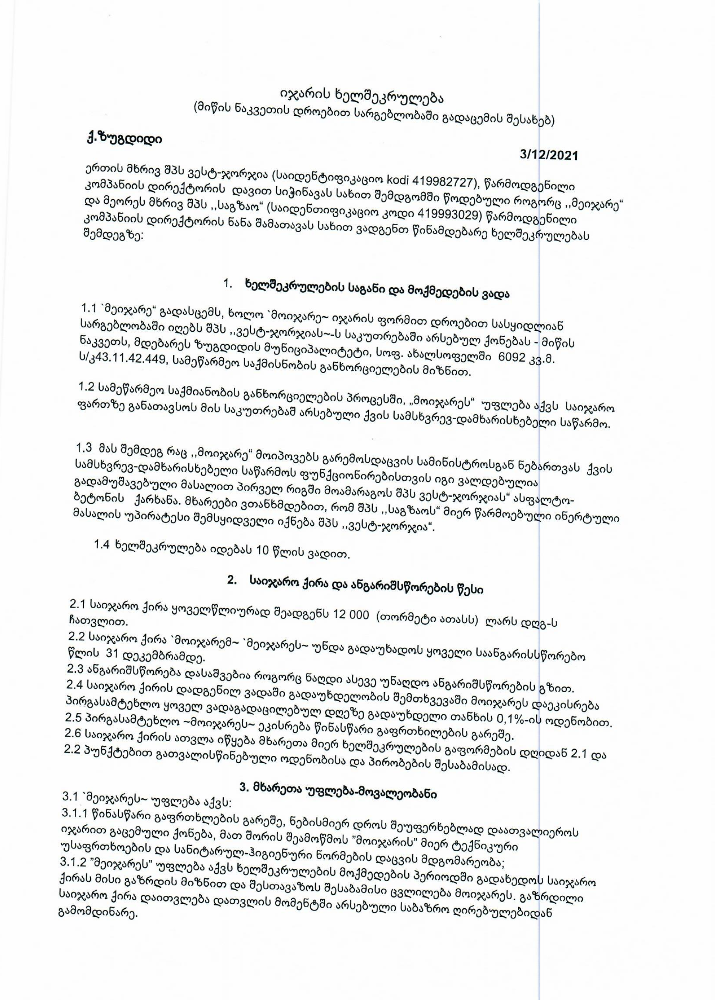 იჯარის ხელშეკრულება
(მიწის ნაკვეთის დროებით სარგებლობაში გადაცემის შესახებ)
ქ.ზუგდიდი
3/12/2021
ერთის მხრივ შპს ვესტ-ჯორჯია (საიდენტიფიკაციო kodi 419982727), წარმოდგენილი
კომპანიის დირექტორის დავით სიჭინავას სახით შემდგომში წოდებული როგორც ,,მეიჯარე“
და მეორეს მხრივ შპს ,,საგზაო“ (საიდენთიფიკაციო კოდი 419993029) წარმოდგენილი
კომპანიის დირექტორის ნანა შამათავას სახით ვადგენთ წინამდებარე ხელშეკრულებას
შემდეგზე:
1. ხელშეკრულების საგანი და მოქმედების ვადა
1.1 `მეიჯარე“ გადასცემს, ხოლო `მოიჯარე~ იჯარის ფორმით დროებით სასყიდლიან
სარგებლობაში იღებს შპს ,,ვესტ-ჯორჯიას~-ს საკუთრებაში არსებულ ქონებას - მიწის
ნაკვეთს, მდებარეს ზუგდიდის მუნიციპალიტეტი, სოფ. ახალსოფელში 6092 კვ.მ.
ს/კ43.11.42.449, სამეწარმეო საქმისნობის განხორციელების მიზნით.
1.2 სამეწარმეო საქმიანობის განხორციელების პროცესში, „მოიჯარეს“ უფლება აქვს საიჯარო
ფართზე განათავსოს მის საკუთრებაშ არსებული ქვის სამსხვრევ-დამხარისხებელი საწარმო.
1.3 მას შემდეგ რაც ,,მოიჯარე“ მოიპოვებს გარემოსდაცვის სამინისტროსგან ნებართვას ქვის
სამსხვრევ-დამხარისხებელი საწარმოს ფუნქციონირებისთვის იგი ვალდებულია
გადამუშავებული მასალით პირველ რიგში მოამარაგოს შპს ვესტ-ჯორჯიას“ ასფალტო-
ბეტონის ქარხანა. მხარეები ვთანხმდებით, რომ შპს ,,საგზაოს“ მიერ წარმოებული ინერტული
მასალის უპირატესი შემსყიდველი იქნება შპს ,,ვესტ-ჯორჯია“.
1.4 ხელშეკრულება იდებას 10 წლის ვადით.
2. საიჯარო ქირა და ანგარიშსწორების წესი
2.1 საიჯარო ქირა ყოველწლიურად შეადგენს 12 000 (თორმეტი ათასს) ლარს დღგ-ს
ჩათვლით.
2.2 საიჯარო ქირა `მოიჯარემ~ `მეიჯარეს~ უნდა გადაუხადოს ყოველი საანგარისსწორებო
წლის 31 დეკემბრამდე.
2.3 ანგარიშსწორება დასაშვებია როგორც ნაღდი ასევე უნაღდო ანგარიშსწორების გზით.
2.4 საიჯარო ქირის დადგენილ ვადაში გადაუხდელობის შემთხვევაში მოიჯარეს დაეკისრება
პირგასამტეხლო ყოველ ვადაგადაცილებულ დღეზე გადაუხდელი თანხის 0,1%-ის ოდენობით.
2.5 პირგასამტეხლო ~მოიჯარეს~ ეკისრება წინასწარი გაფრთხილების გარეშე.
2.6 საიჯარო ქირის ათვლა იწყება მხარეთა მიერ ხელშეკრულების გაფორმების დღიდან 2.1 და
2.2 პუნქტებით გათვალისწინებული ოდენობისა და პირობების შესაბამისად.
3. მხარეთა უფლება-მოვალეობანი
3.1 `მეიჯარეს~ უფლება აქვს:
3.1.1 წინასწარი გაფრთხლების გარეშე, ნებისმიერ დროს შეუფერხებლად დაათვალიეროს
იჯარით გაცემული ქონება, მათ შორის შეამოწმოს ”მოიჯარის” მიერ ტექნიკური
უსაფრთხოების და სანიტარულ-ჰიგიენური ნორმების დაცვის მდგომარეობა;
3.1.2 ”მეიჯარეს” უფლება აქვს ხელშეკრულების მოქმედების პერიოდში გადახედოს საიჯარო
ქირას მისი გაზრდის მიზნით და შესთავაზოს შესაბამისი ცვლილება მოიჯარეს. გაზრდილი
საიჯარო ქირა დაითვლება დათვლის მომენტში არსებული საბაზრო ღირებულებიდან
გამომდინარე.